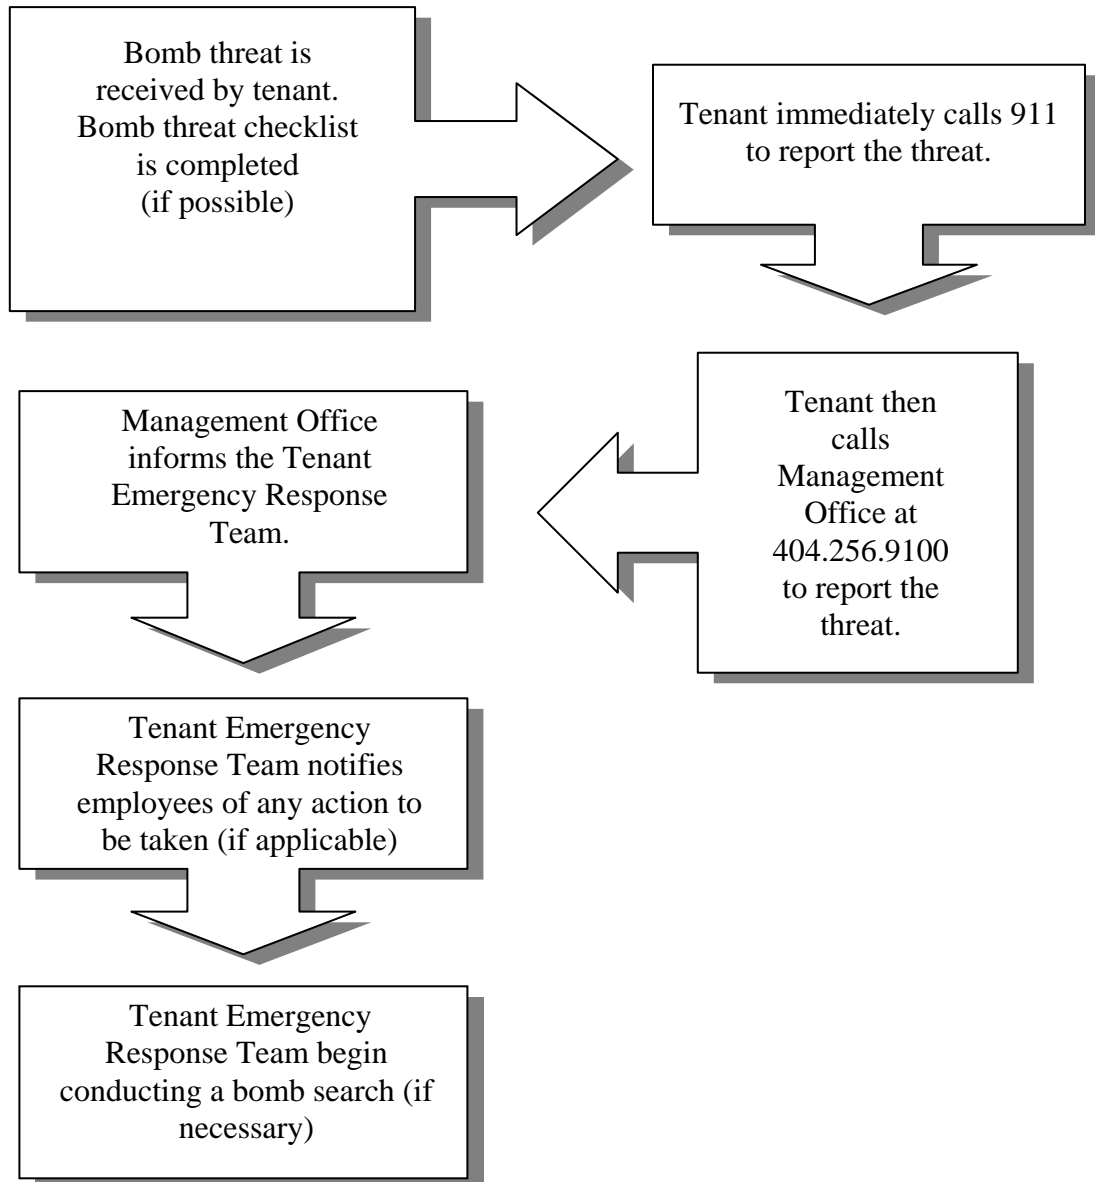 Bomb threat is
received by tenant.
Bomb threat checklist
is completed
(if possible)
Tenant immediately calls 911
to report the threat.
Tenant then
calls
Management
Office at
404.256.9100
to report the
threat.
Management Office
informs the Tenant
Emergency Response
Team.
Tenant Emergency
Response Team notifies
employees of any action to
be taken (if applicable)
Tenant Emergency
Response Team begin
conducting a bomb search (if
necessary)